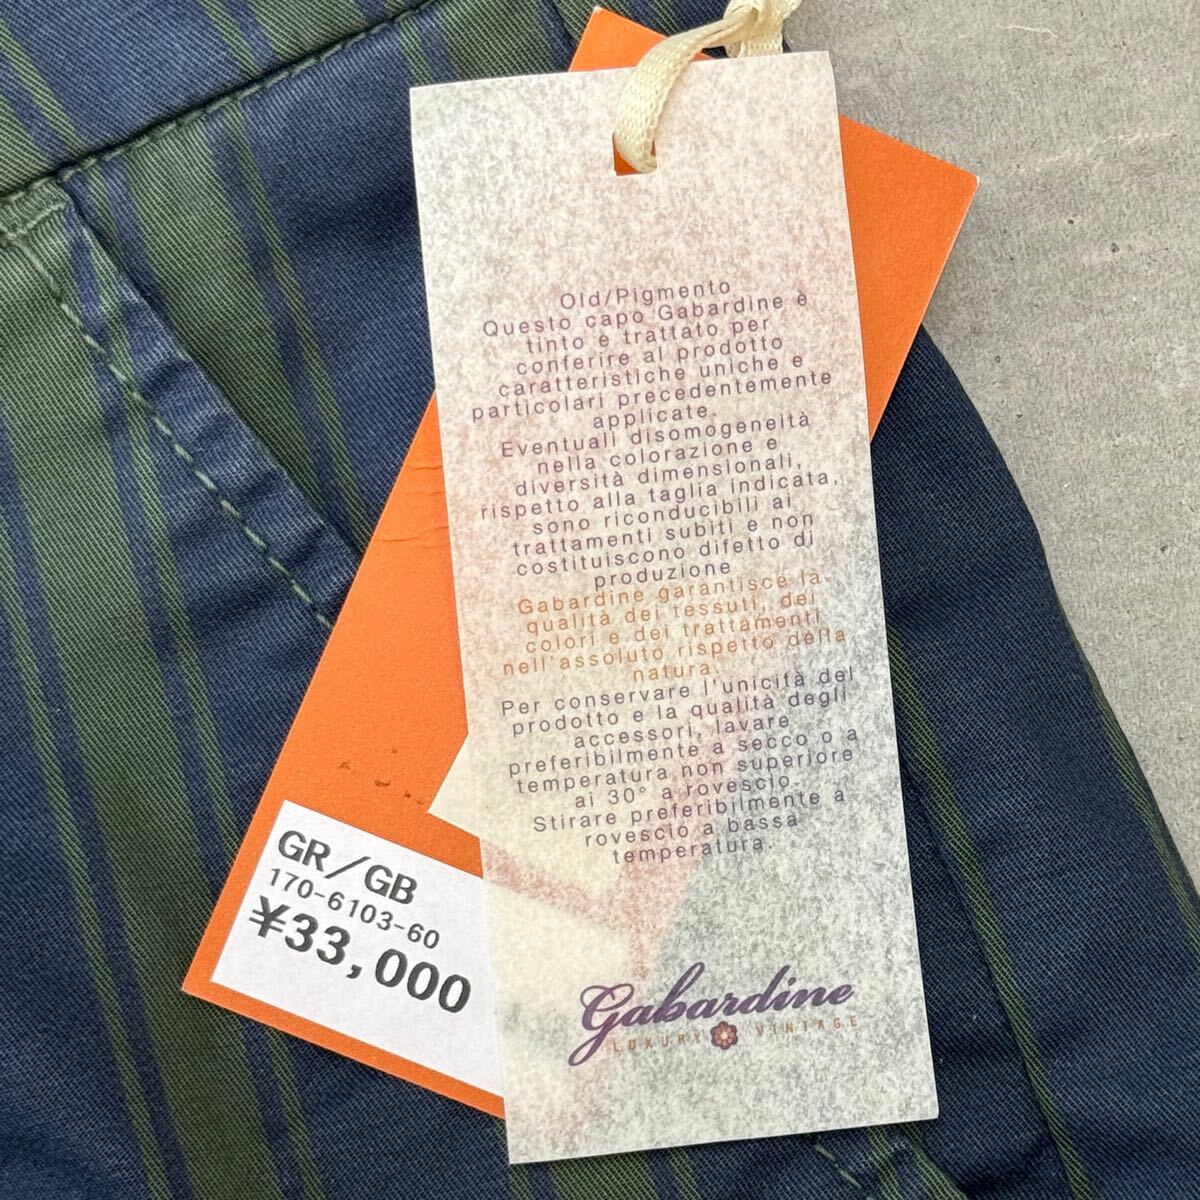 Old/Pigmento
Questo capo Gabardine è
tinto e trattato per
conferire al prodotto
caratteristiche uniche e
particolari precedentemente
applicate.
Eventuali disomogeneità
nella colorazione e
diversità dimensionali,
rispetto alla taglia indicata,
sono riconducibili ai
trattamenti subiti e non
costituiscono difetto di
produzione
Gabardine garantisce la
qualità dei tessuti, dei
colori e dei trattamenti
nell'assoluto rispetto della
natura.
Per conservare l'unicità del
prodotto e la qualità degli
accessori, lavare
preferibilmente a secco o a
temperatura non superiore
ai 30° a rovescio.
Stirare preferibilmente a
rovescio a bassa
temperatura.
Gabardine
LUXURY VINTAGE
GR/GB
170-6103-60
¥33,000